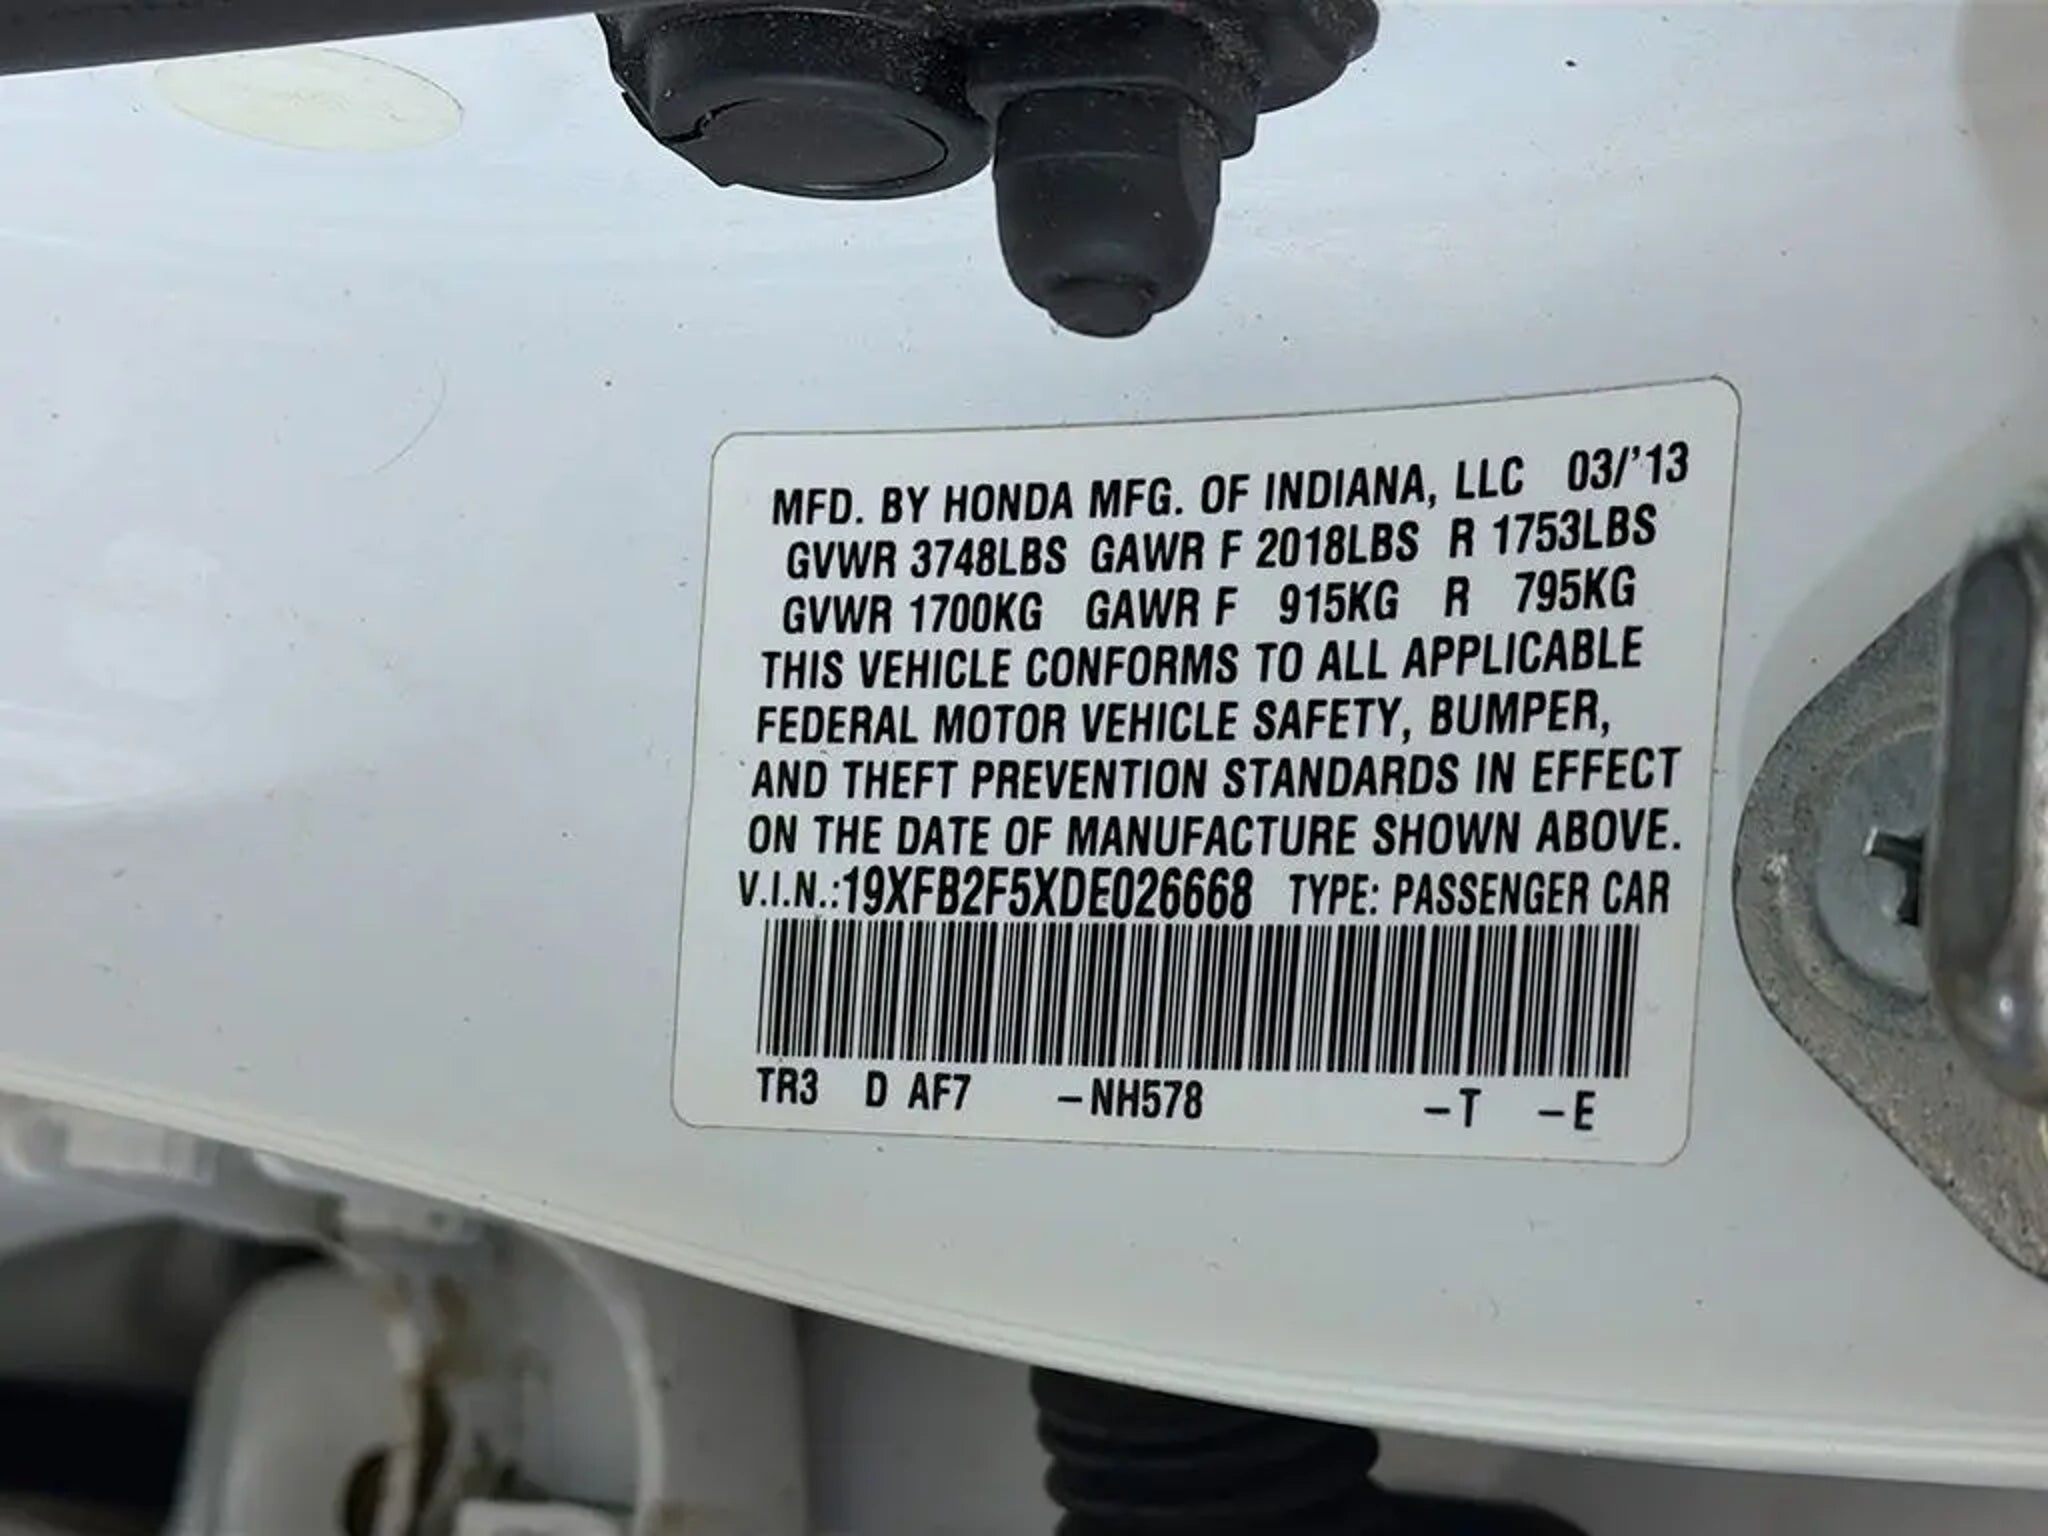 MFD. BY HONDA MFG. OF INDIANA, LLC 03/'13
GVWR 3748LBS GAWR F 2018LBS R 1753LBS
GVWR 1700KG GAWR F 915KG R 795KG
THIS VEHICLE CONFORMS TO ALL APPLICABLE
FEDERAL MOTOR VEHICLE SAFETY, BUMPER,
AND THEFT PREVENTION STANDARDS IN EFFECT
ON THE DATE OF MANUFACTURE SHOWN ABOVE.
V.I.N.:19XFB2F5XDE026668 TYPE: PASSENGER CAR
TR3 D AF7 –NH578 –T –E